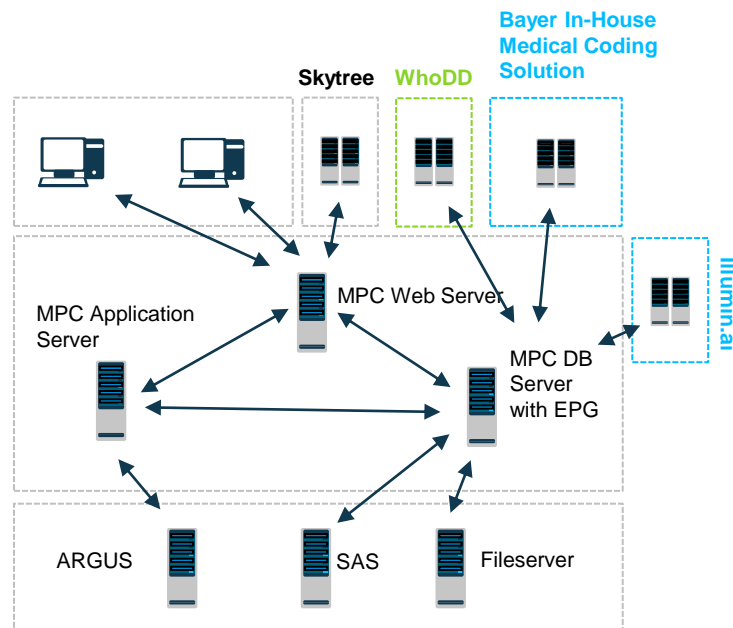 Bayer In-House
Medical Coding
Solution
Skytree
WhoDD
MPC Web Server
MPC Application
Server
Illumin.ai
MPC DB
Server
with EPG
ARGUS
SAS
Fileserver